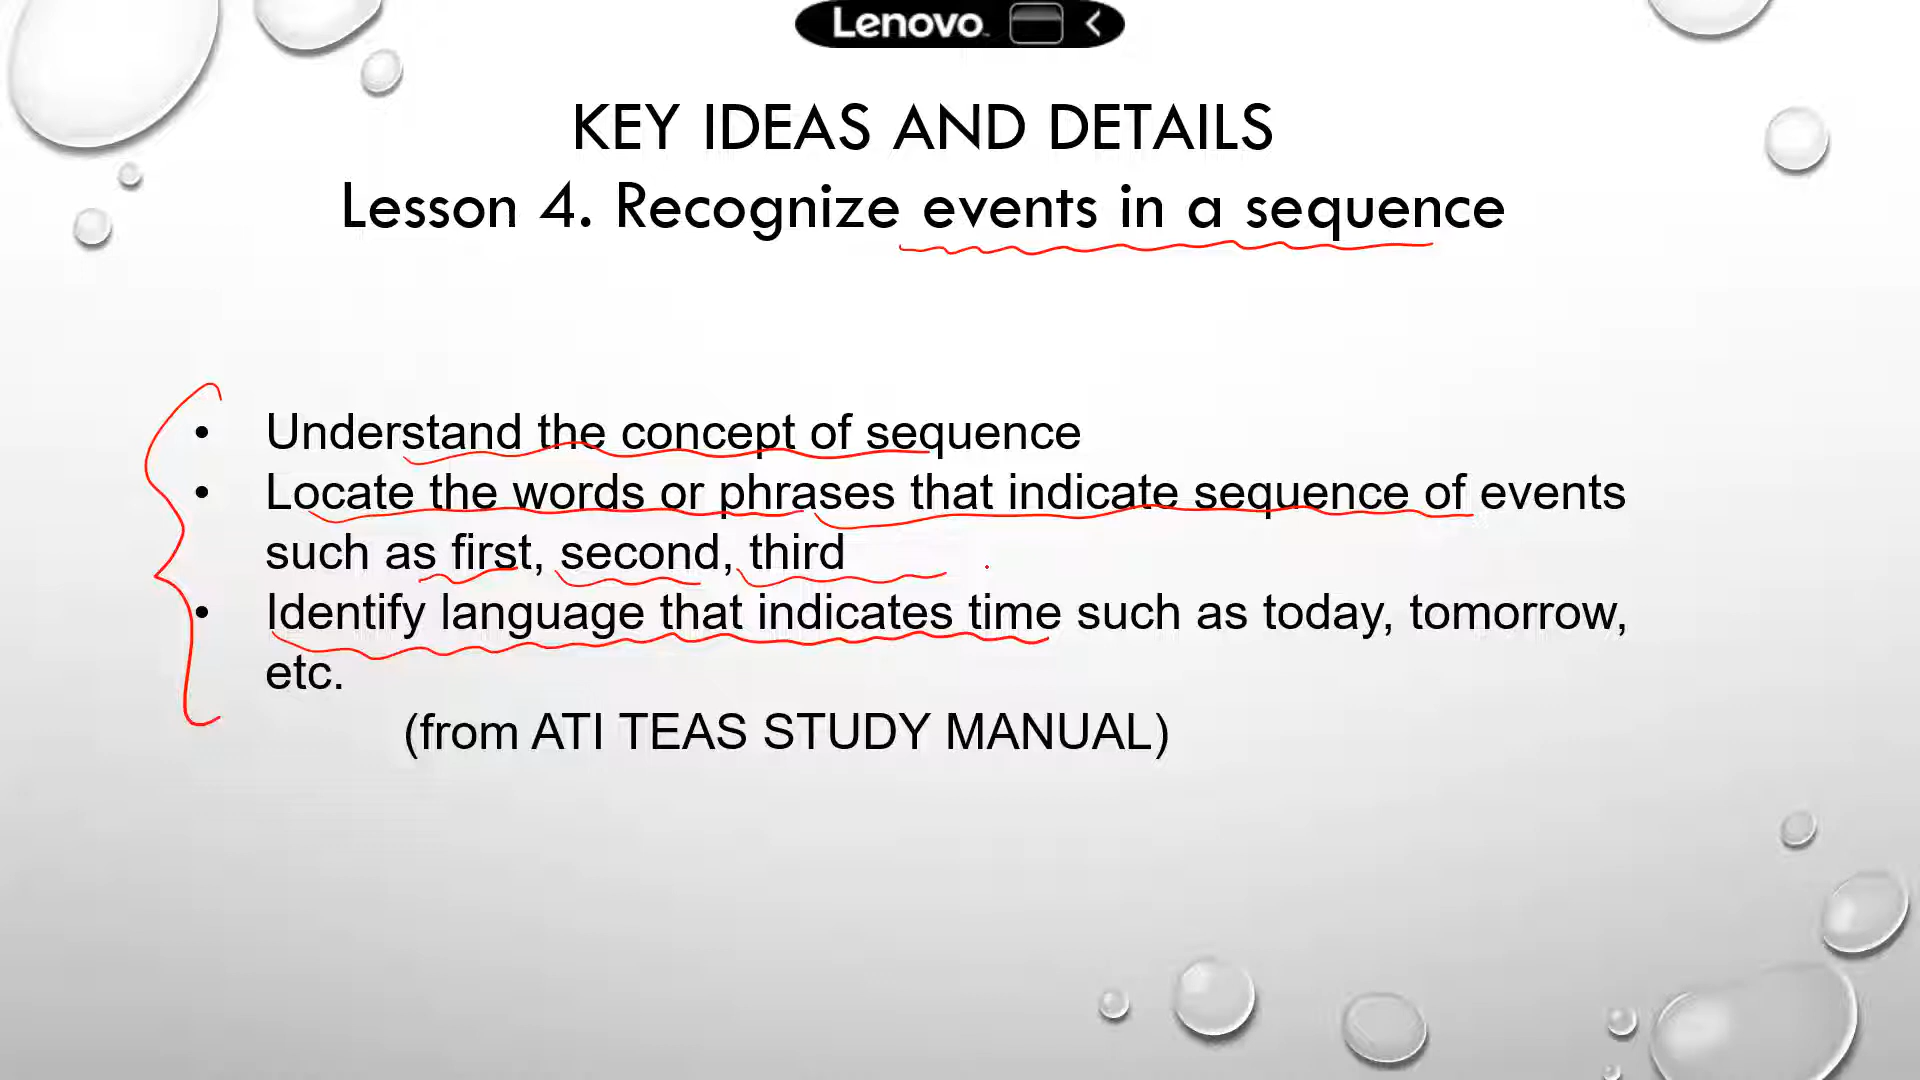 Lenovo
KEY IDEAS AND DETAILS
Lesson 4. Recognize events in a sequence
• Understand the concept of sequence
• Locate the words or phrases that indicate sequence of events
such as first, second, third
• Identify language that indicates time such as today, tomorrow,
etc.
(from ATI TEAS STUDY MANUAL)